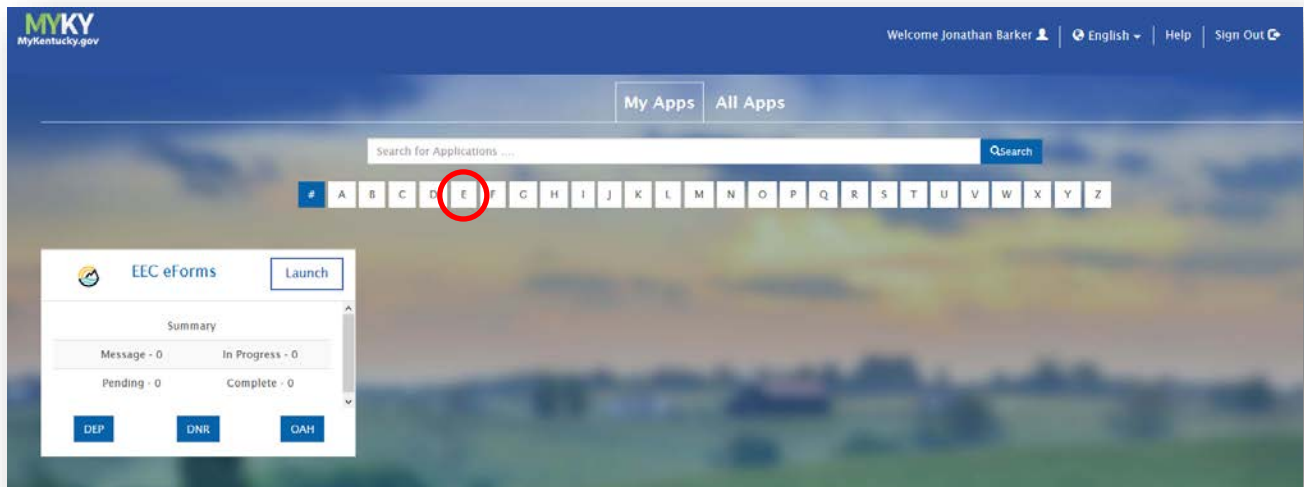 MYKY
MyKentucky.gov
Welcome Jonathan Barker English Help Sign Out
My Apps All Apps
Search for Applications .... Search
# A B C D E F G H I J K L M N O P Q R S T U V W X Y Z
EEC eForms Launch
Summary
Message - 0 In Progress - 0
Pending - 0 Complete - 0
DEP DNR OAH